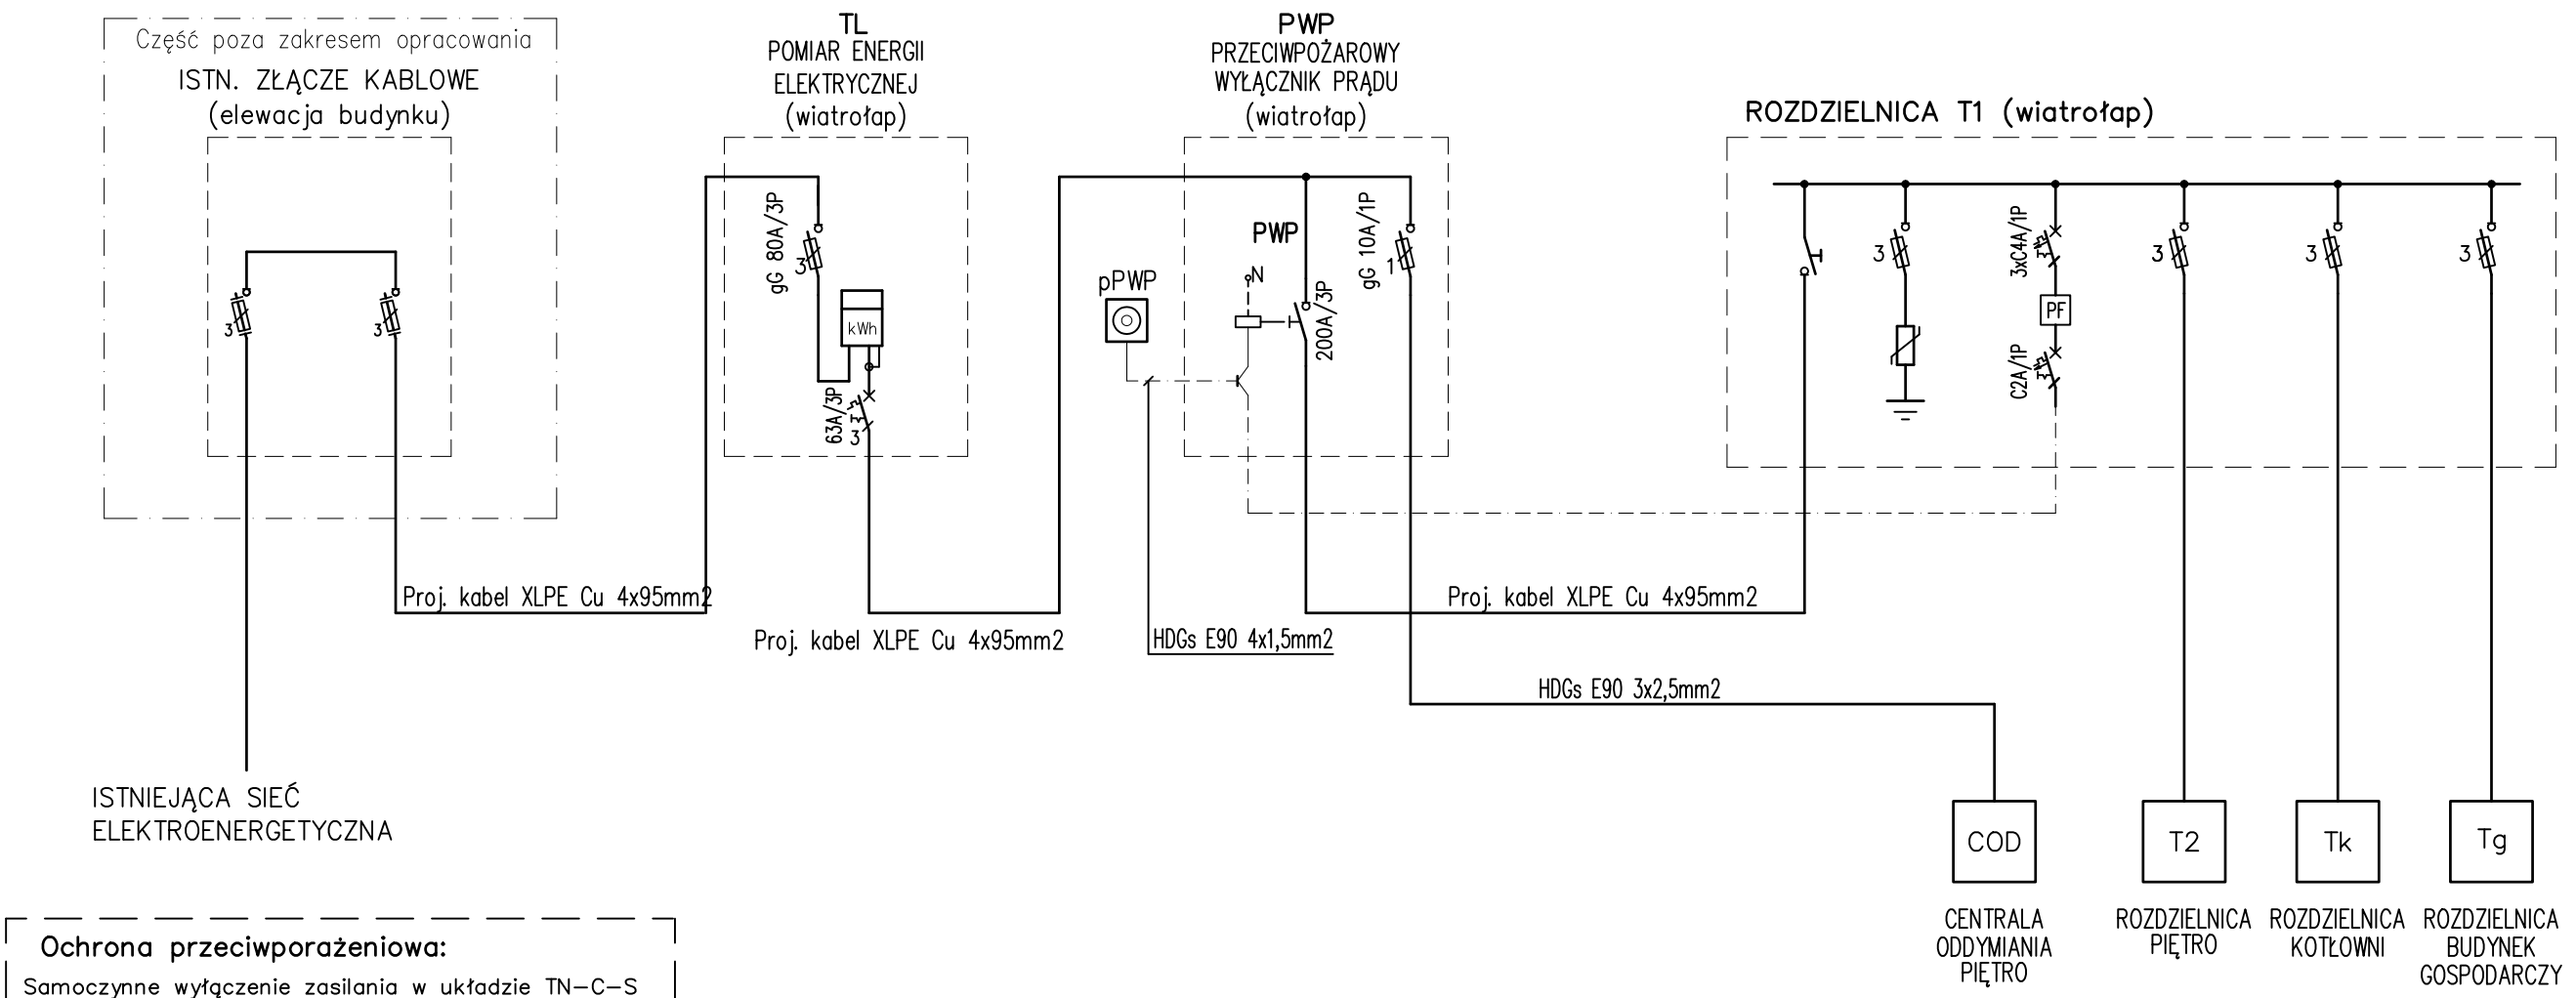 Część poza zakresem opracowania
ISTN. ZŁĄCZE KABLOWE
(elewacja budynku)
3
3
TL
POMIAR ENERGII
ELEKTRYCZNEJ
(wiatrołap)
gG 80A/3P
3
kWh
63A/3P
3
PWP
PRZECIWPOŻAROWY
WYŁĄCZNIK PRĄDU
(wiatrołap)
PWP
gG 10A/1P
1
N
pPWP
200A/3P
ROZDZIELNICA T1 (wiatrołap)
3
3xC4A/1P
PF
C2A/1P
3
3
3
Proj. kabel XLPE Cu 4x95mm2
Proj. kabel XLPE Cu 4x95mm2
HDGs E90 4x1,5mm2
Proj. kabel XLPE Cu 4x95mm2
HDGs E90 3x2,5mm2
ISTNIEJĄCA SIEĆ
ELEKTROENERGETYCZNA
COD
CENTRALA
ODDYMIANIA
PIĘTRO
T2
ROZDZIELNICA
PIĘTRO
Tk
ROZDZIELNICA
KOTŁOWNI
Tg
ROZDZIELNICA
BUDYNEK
GOSPODARCZY
Ochrona przeciwporażeniowa:
Samoczynne wyłączenie zasilania w układzie TN-C-S